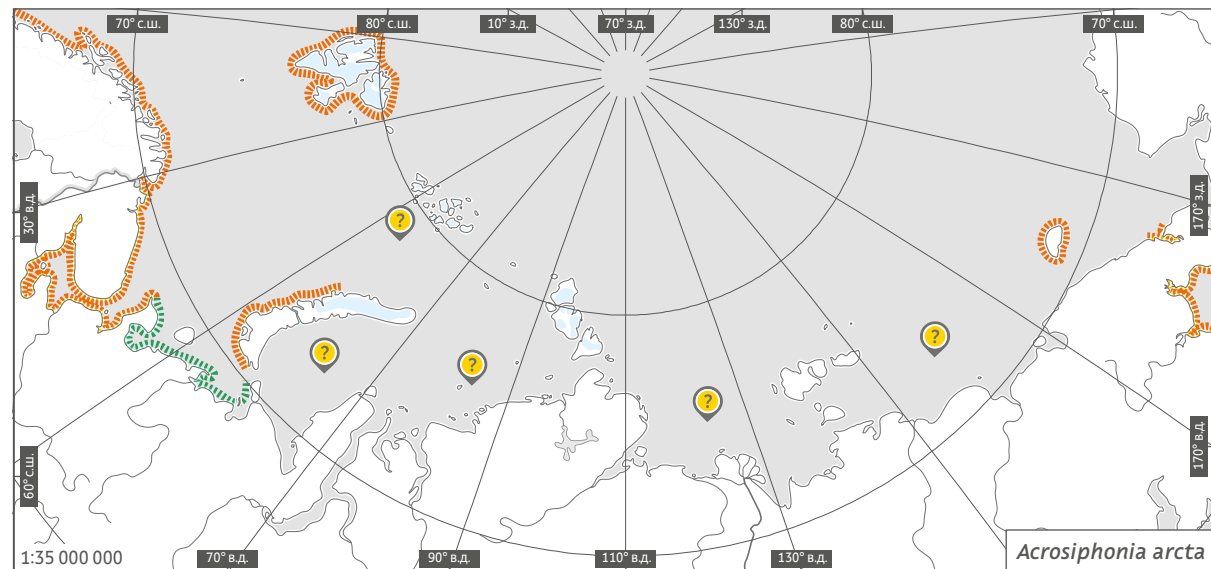 70° с.ш.
80° с.ш.
10° з.д.
70° з.д.
130° з.д.
80° с.ш.
70° с.ш.
30° в.д.
170° з.д.
?
?
?
?
?
60° с.ш.
170° в.д.
1:35 000 000
70° в.д.
90° в.д.
110° в.д.
130° в.д.
Acrosiphonia arcta